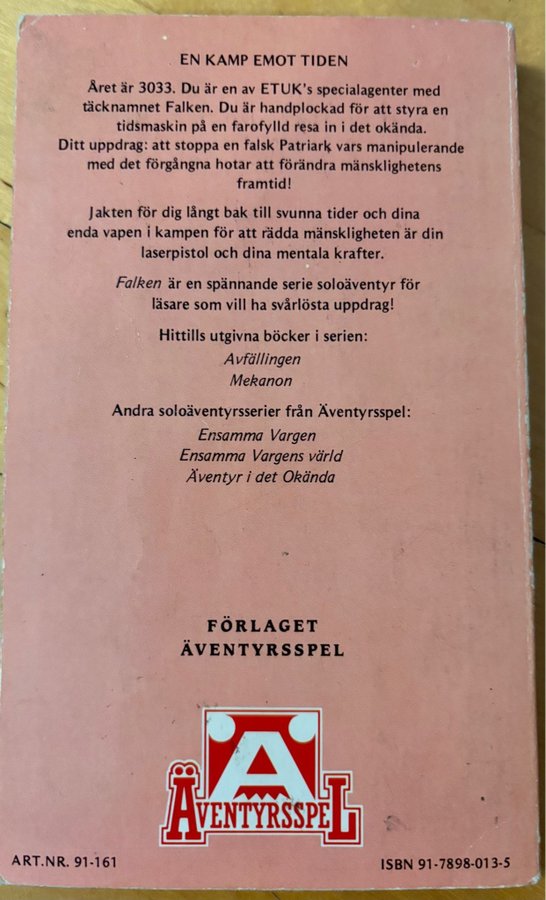 EN KAMP EMOT TIDEN
Året är 3033. Du är en av ETUK's specialagenter med
täcknamnet Falken. Du är handplockad för att styra en
tidsmaskin på en farofylld resa in i det okända.
Ditt uppdrag: att stoppa en falsk Patriark vars manipulerande
med det förgångna hotar att förändra mänsklighetens
framtid!
Jakten för dig långt bak till svunna tider och dina
enda vapen i kampen för att rädda mänskligheten är din
laserpistol och dina mentala krafter.
Falken är en spännande serie soloäventyr för
läsare som vill ha svårlösta uppdrag!
Hittills utgivna böcker i serien:
Avfällingen
Mekanon
Andra soloäventyrsserier från Äventyrsspel:
Ensamma Vargen
Ensamma Vargens värld
Äventyr i det Okända
FÖRLAGET
ÄVENTYRSSPEL
Ä
ÄVENTYRSSPEL
ART.NR. 91-161
ISBN 91-7898-013-5